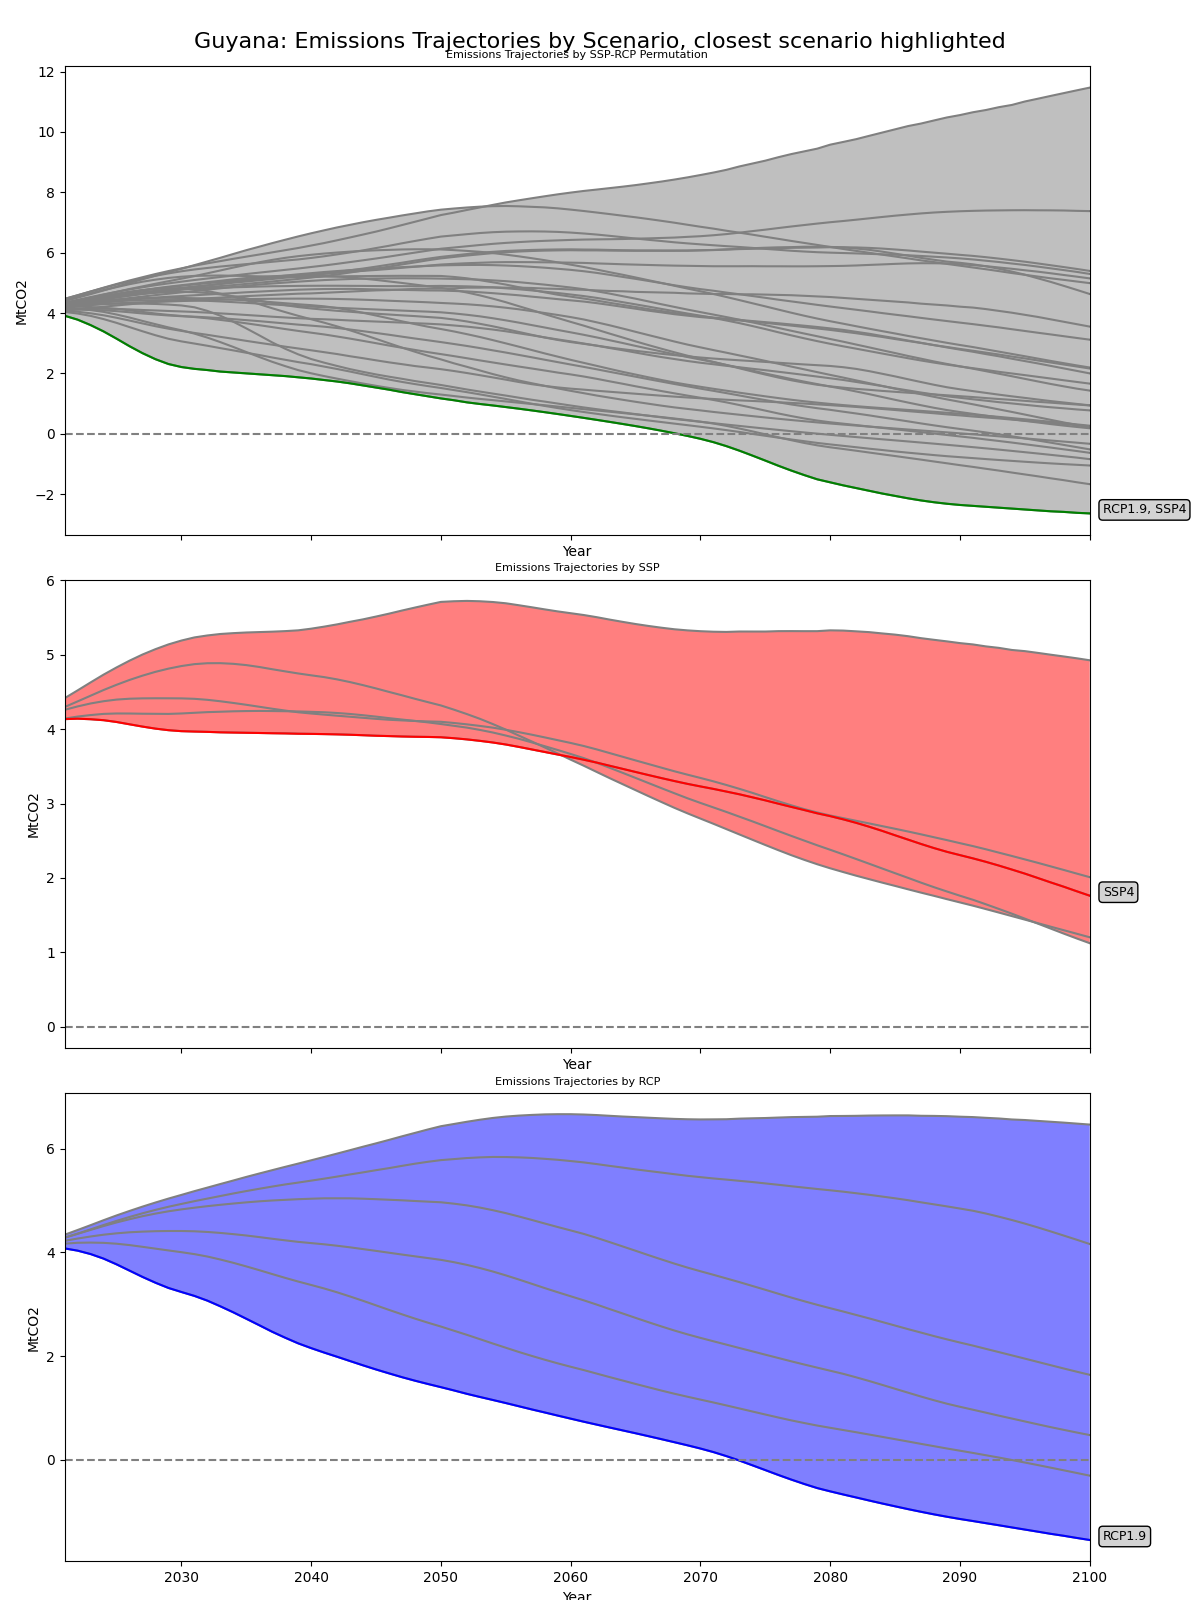 Guyana: Emissions Trajectories by Scenario, closest scenario highlighted
Emissions Trajectories by SSP-RCP Permutation
12
10
8
6
4
2
0
−2
MtCO2
RCP1.9, SSP4
Year
Emissions Trajectories by SSP
6
5
4
3
2
1
0
MtCO2
SSP4
Year
Emissions Trajectories by RCP
6
4
2
0
MtCO2
RCP1.9
2030 2040 2050 2060 2070 2080 2090 2100
Year